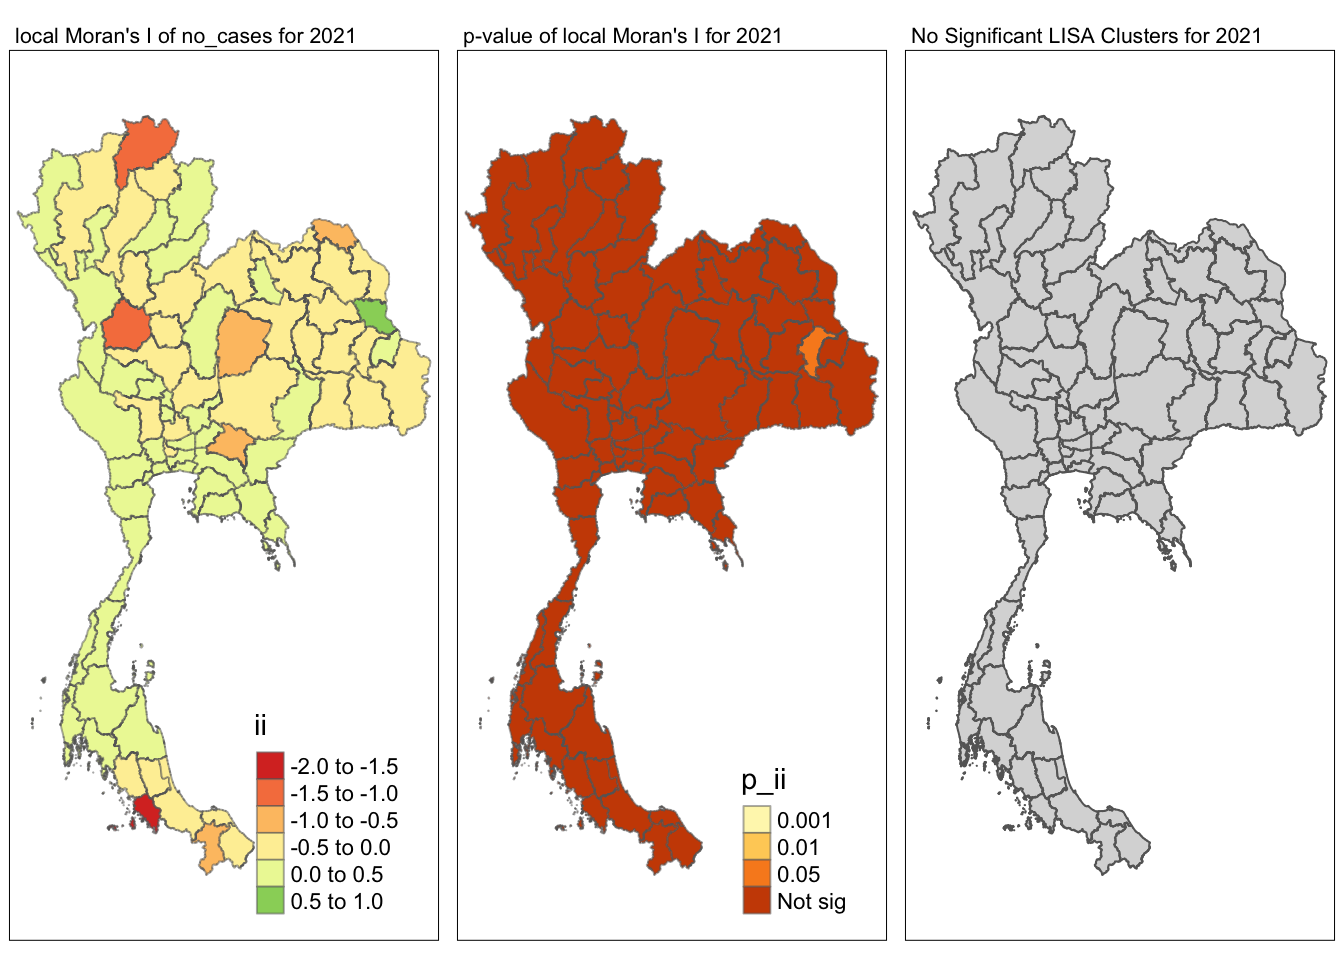 local Moran's I of no_cases for 2021
p-value of local Moran's I for 2021
No Significant LISA Clusters for 2021
ii
-2.0 to -1.5
-1.5 to -1.0
-1.0 to -0.5
-0.5 to 0.0
0.0 to 0.5
0.5 to 1.0
p_ii
0.001
0.01
0.05
Not sig